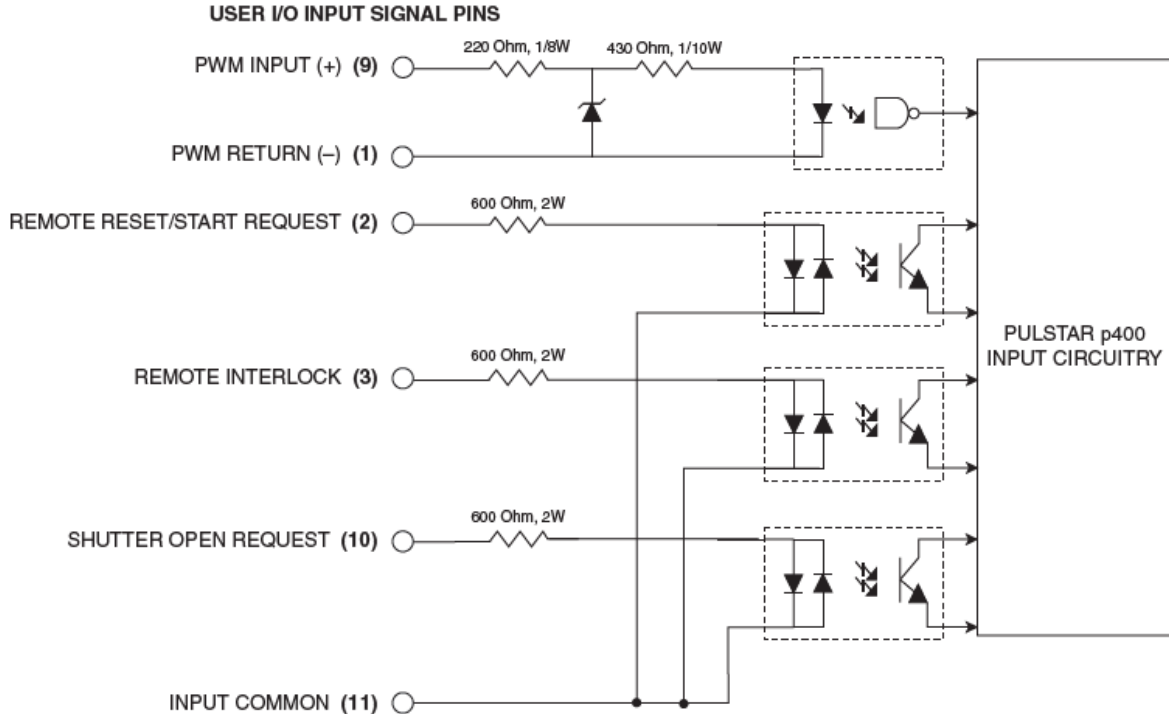 USER I/O INPUT SIGNAL PINS
220 Ohm, 1/8W
430 Ohm, 1/10W
PWM INPUT (+) (9)
PWM RETURN (–) (1)
600 Ohm, 2W
REMOTE RESET/START REQUEST (2)
PULSTAR p400
INPUT CIRCUITRY
600 Ohm, 2W
REMOTE INTERLOCK (3)
600 Ohm, 2W
SHUTTER OPEN REQUEST (10)
INPUT COMMON (11)